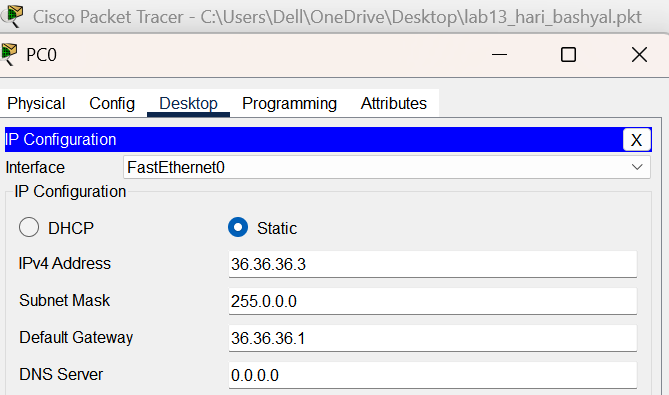 Cisco Packet Tracer - C:\Users\Dell\OneDrive\Desktop\lab13_hari_bashyal.pkt
PC0
Physical Config Desktop Programming Attributes
IP Configuration X
Interface FastEthernet0
IP Configuration
DHCP Static
IPv4 Address 36.36.36.3
Subnet Mask 255.0.0.0
Default Gateway 36.36.36.1
DNS Server 0.0.0.0